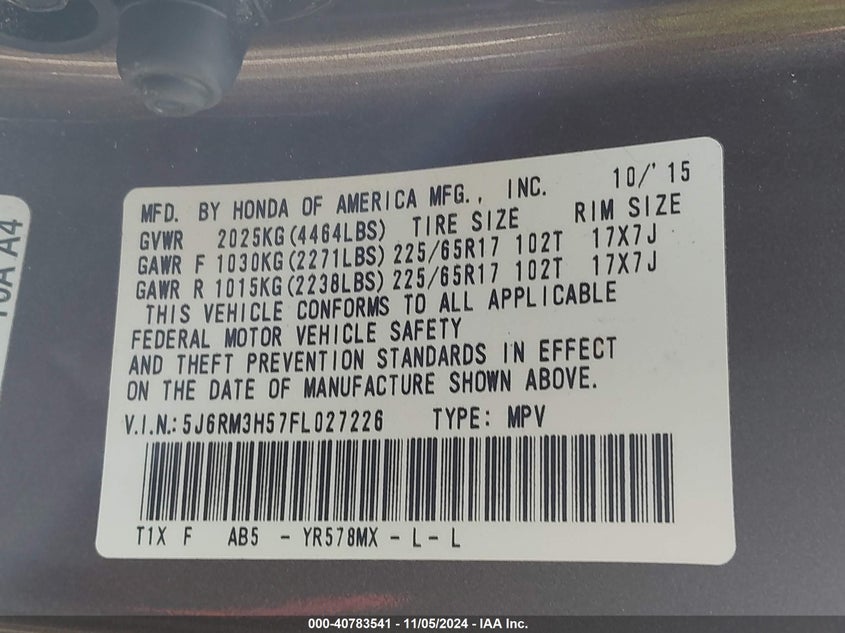 MFD. BY HONDA OF AMERICA MFG., INC. 10/'15
GVWR 2025KG(4464LBS) TIRE SIZE RIM SIZE
GAWR F 1030KG(2271LBS) 225/65R17 102T 17X7J
GAWR R 1015KG(2238LBS) 225/65R17 102T 17X7J
THIS VEHICLE CONFORMS TO ALL APPLICABLE
FEDERAL MOTOR VEHICLE SAFETY
AND THEFT PREVENTION STANDARDS IN EFFECT
ON THE DATE OF MANUFACTURE SHOWN ABOVE.
V.I.N.: 5J6RM3H57FL027226 TYPE: MPV
T1X F AB5 - YR578MX - L - L
000-40783541 - 11/05/2024 - IAA Inc.